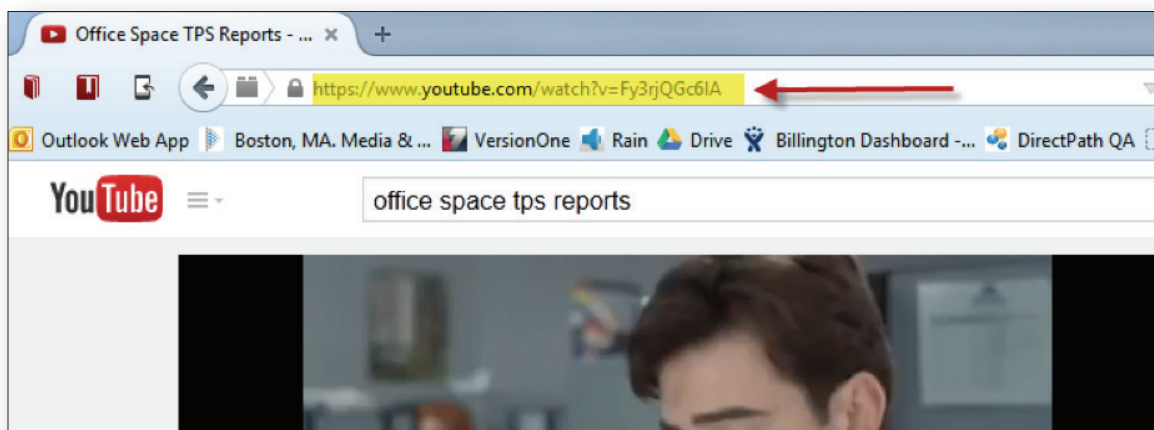 Office Space TPS Reports - ...
https://www.youtube.com/watch?v=Fy3rjQGc6lA
Outlook Web App Boston, MA. Media & ... VersionOne Rain Drive Billington Dashboard -... DirectPath QA
YouTube office space tps reports